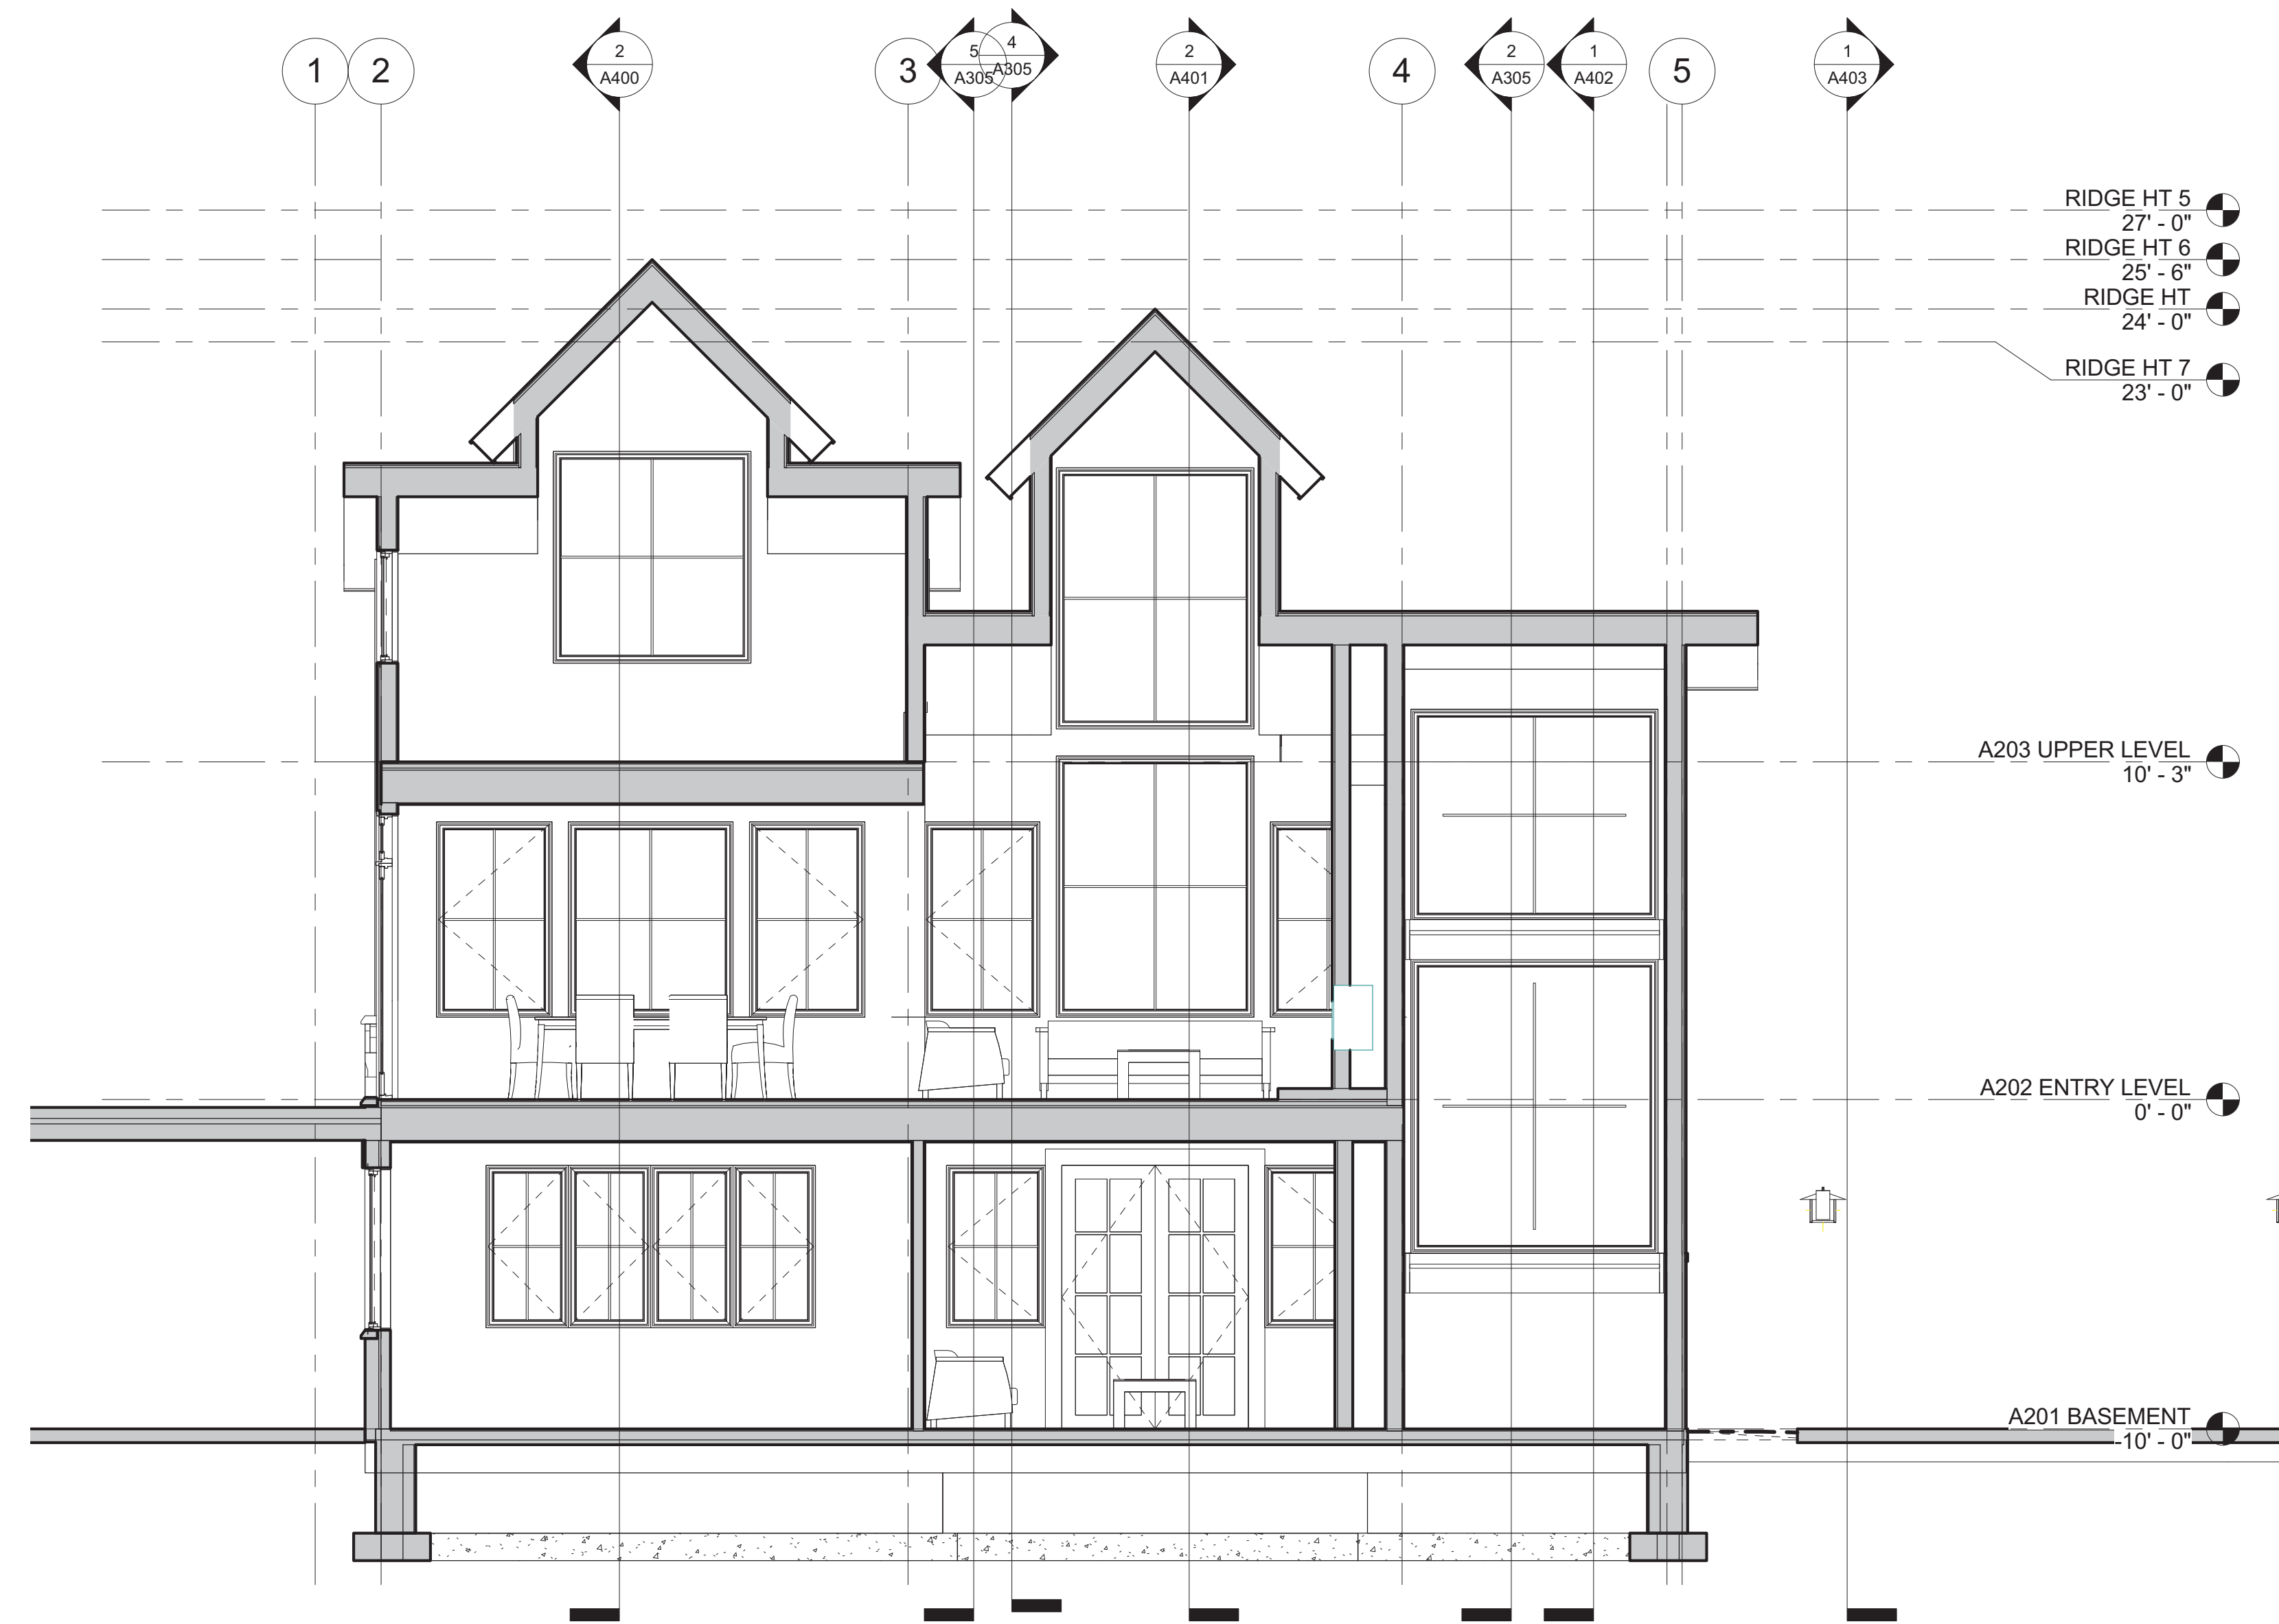 1
2
2
A400
3
5
A305
4
A305
2
A401
4
2
A305
1
A402
5
1
A403
RIDGE HT 5
27' - 0"
RIDGE HT 6
25' - 6"
RIDGE HT
24' - 0"
RIDGE HT 7
23' - 0"
A203 UPPER LEVEL
10' - 3"
A202 ENTRY LEVEL
0' - 0"
A201 BASEMENT
-10' - 0"